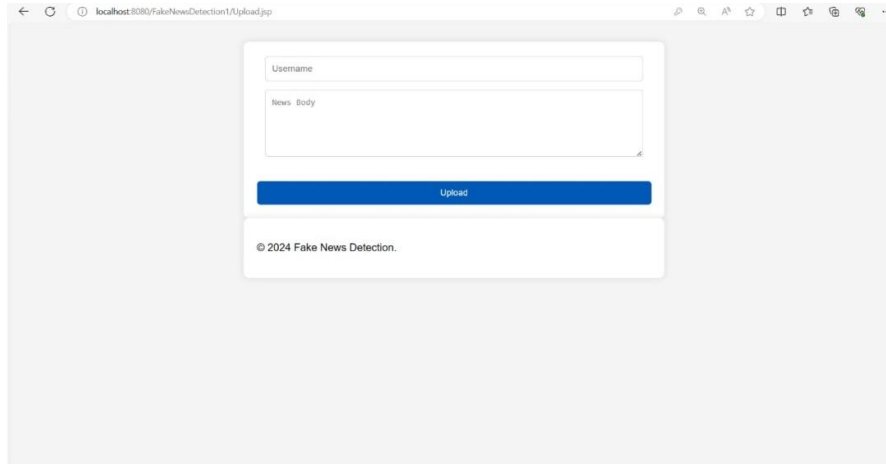 localhost:8080/FakeNewsDetection1/Upload.jsp
Username
News Body
Upload
© 2024 Fake News Detection.